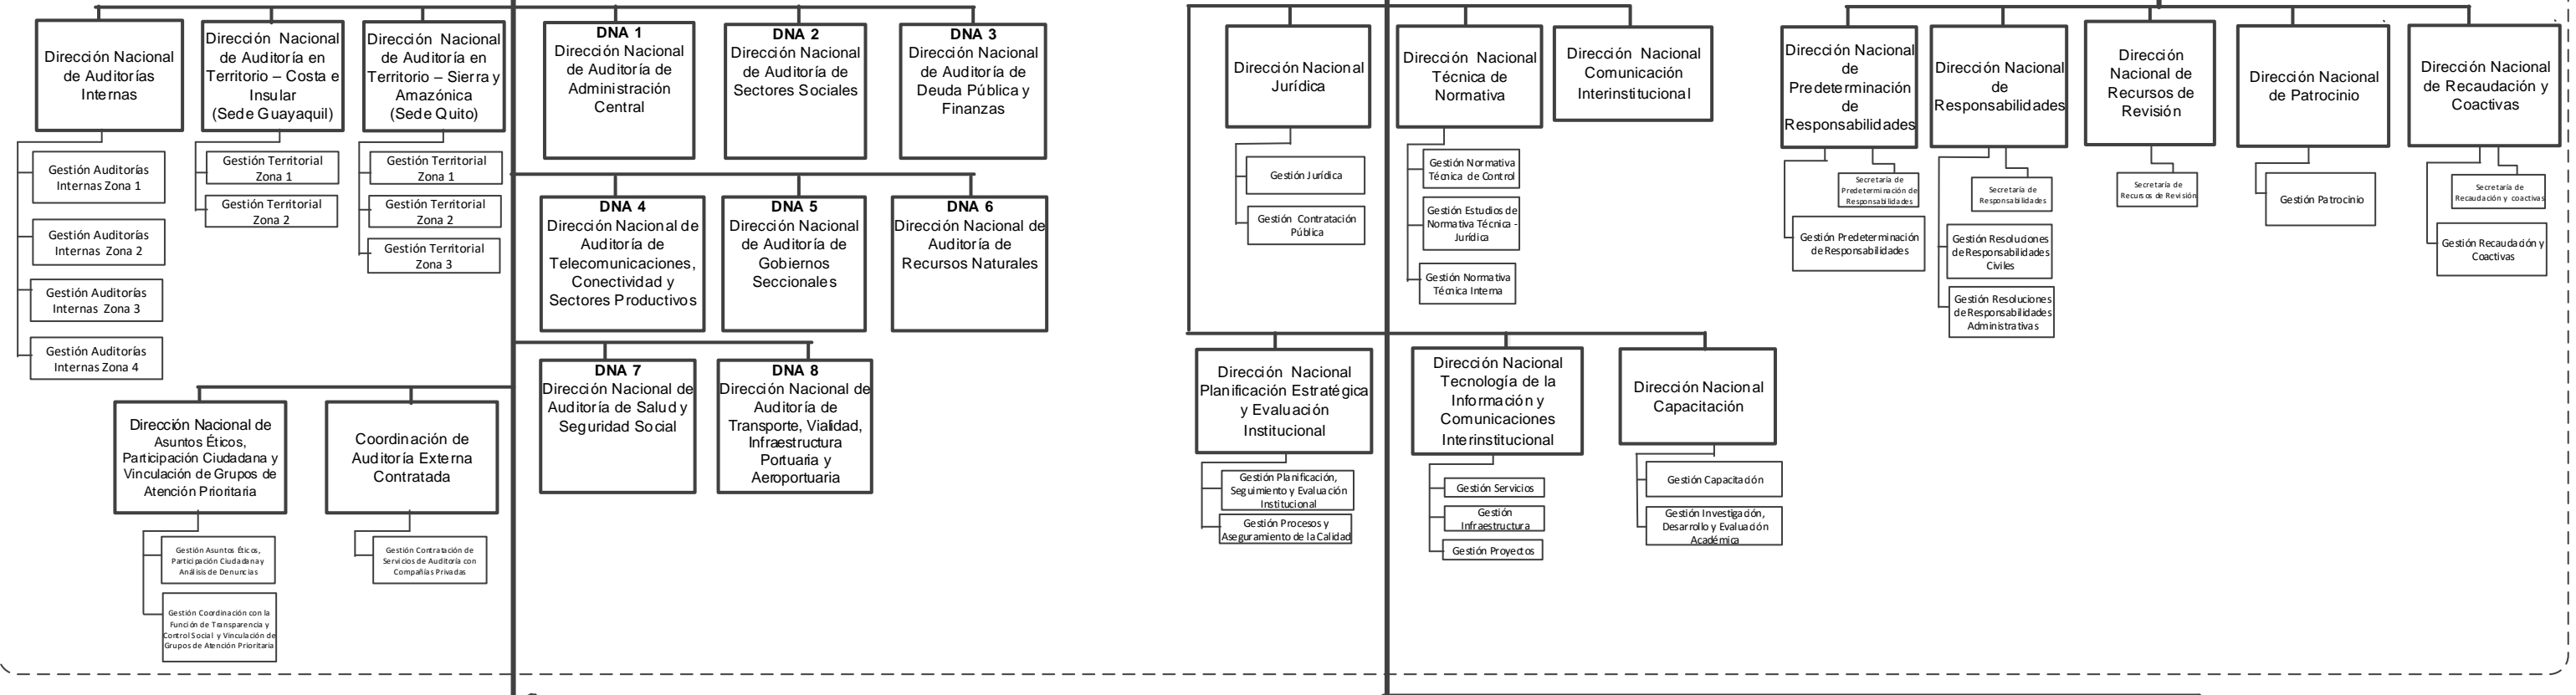 Dirección Nacional
de Auditorías
Internas
Gestión Auditorías
Internas Zona 1
Gestión Auditorías
Internas Zona 2
Gestión Auditorías
Internas Zona 3
Gestión Auditorías
Internas Zona 4
Dirección Nacional
de Auditoría en
Territorio – Costa e
Insular
(Sede Guayaquil)
Gestión Territorial
Zona 1
Gestión Territorial
Zona 2
Dirección Nacional
de Auditoría en
Territorio – Sierra y
Amazónica
(Sede Quito)
Gestión Territorial
Zona 1
Gestión Territorial
Zona 2
Gestión Territorial
Zona 3
DNA 1
Dirección Nacional
de Auditoría de
Administración
Central
DNA 2
Dirección Nacional
de Auditoría de
Sectores Sociales
DNA 3
Dirección Nacional
de Auditoría de
Deuda Pública y
Finanzas
DNA 4
Dirección Nacional de
Auditoría de
Telecomunicaciones,
Conectividad y
Sectores Productivos
DNA 5
Dirección Nacional
de Auditoría de
Gobiernos
Seccionales
DNA 6
Dirección Nacional de
Auditoría de
Recursos Naturales
DNA 7
Dirección Nacional de
Auditoría de Salud y
Seguridad Social
DNA 8
Dirección Nacional de
Auditoría de
Transporte, Vialidad,
Infraestructura
Portuaria y
Aeroportuaria
Dirección Nacional de
Asuntos Éticos,
Participación Ciudadana y
Vinculación de Grupos de
Atención Prioritaria
Gestión Asuntos Éticos,
Participación Ciudadana y
Análisis de Denuncias
Gestión Coordinación con la
Función de Transparencia y
Control Social y Vinculación de
Grupos de Atención Prioritaria
Coordinación de
Auditoría Externa
Contratada
Gestión Contratación de
Servicios de Auditoría con
Compañías Privadas
Dirección Nacional
Jurídica
Gestión Jurídica
Gestión Contratación
Pública
Dirección Nacional
Técnica de
Normativa
Gestión Normativa
Técnica de Control
Gestión Estudios de
Normativa Técnica -
Jurídica
Gestión Normativa
Técnica Interna
Dirección Nacional
Comunicación
Interinstitucional
Dirección Nacional
Planificación Estratégica
y Evaluación
Institucional
Gestión Planificación,
Seguimiento y Evaluación
Institucional
Gestión Procesos y
Aseguramiento de la Calidad
Dirección Nacional
Tecnología de la
Información y
Comunicaciones
Interinstitucional
Gestión Servicios
Gestión
Infraestructura
Gestión Proyectos
Dirección Nacional
Capacitación
Gestión Capacitación
Gestión Investigación,
Desarrollo y Evaluación
Académica
Dirección Nacional
de
Predeterminación
de
Responsabilidades
Secretaría de
Predeterminación de
Responsabilidades
Gestión Predeterminación
de Responsabilidades
Dirección Nacional
de
Responsabilidades
Secretaría de
Responsabilidades
Gestión Resoluciones
de Responsabilidades
Civiles
Gestión Resoluciones
de Responsabilidades
Administrativas
Dirección
Nacional de
Recursos de
Revisión
Secretaría de
Recursos de Revisión
Dirección Nacional
de Patrocinio
Gestión Patrocinio
Dirección Nacional
de Recaudación y
Coactivas
Secretaría de
Recaudación y coactivas
Gestión Recaudación y
Coactivas